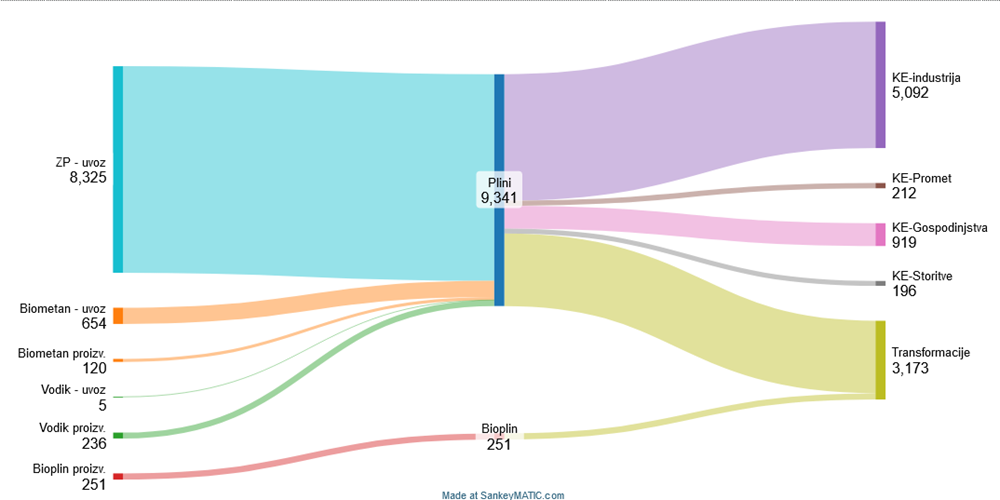 ZP - uvoz
8,325
Biometan - uvoz
654
Biometan proizv.
120
Vodik - uvoz
5
Vodik proizv.
236
Bioplin proizv.
251
Plini
9,341
Bioplin
251
KE-industrija
5,092
KE-Promet
212
KE-Gospodinjstva
919
KE-Storitve
196
Transformacije
3,173
Made at SankeyMATIC.com